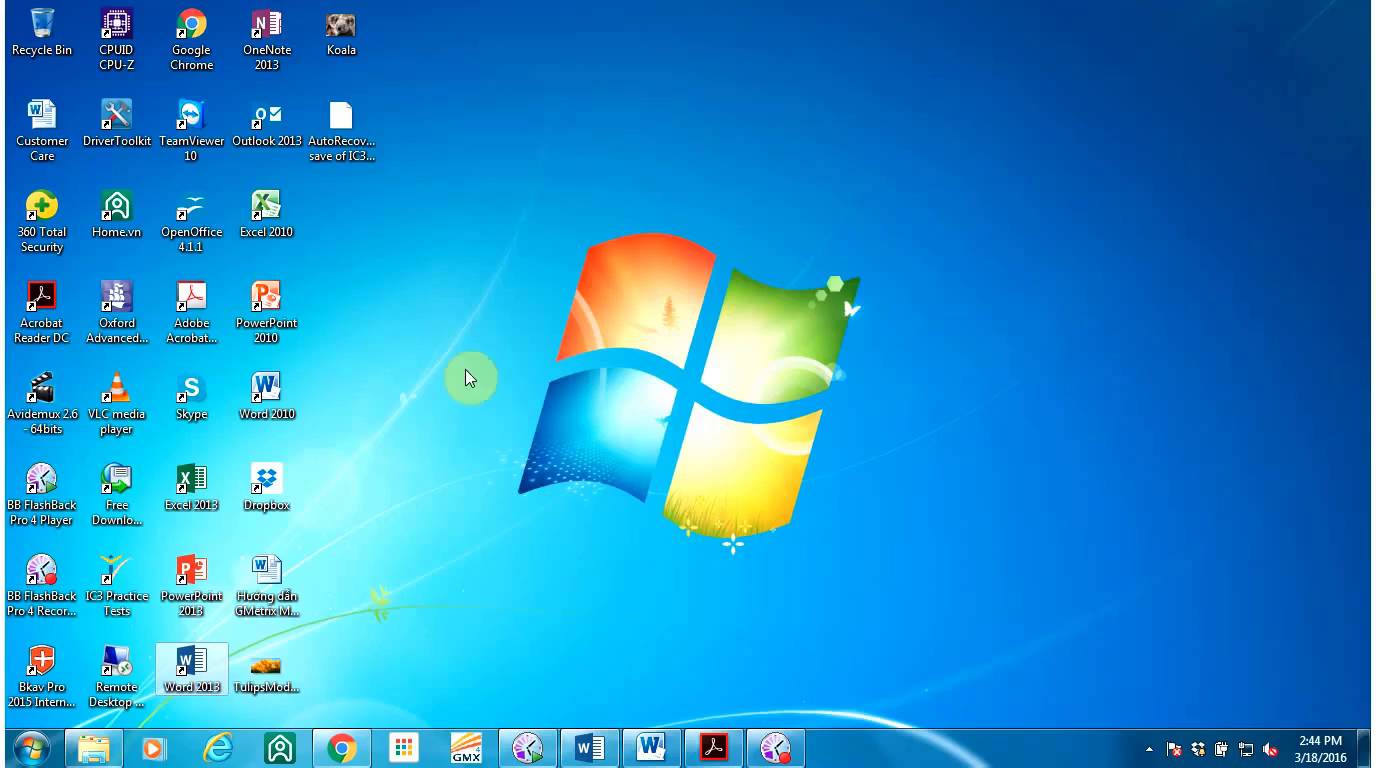 Recycle Bin
CPUID
CPU-Z
Google
Chrome
OneNote
2013
Koala
Customer
Care
DriverToolkit
TeamViewer
10
Outlook 2013
AutoRecov...
save of IC3...
360 Total
Security
Home.vn
OpenOffice
4.1.1
Excel 2010
Acrobat
Reader DC
Oxford
Advanced...
Adobe
Acrobat...
PowerPoint
2010
Avidemux 2.6
- 64bits
VLC media
player
Skype
Word 2010
BB FlashBack
Pro 4 Player
Free
Downlo...
Excel 2013
Dropbox
BB FlashBack
Pro 4 Recor...
IC3 Practice
Tests
PowerPoint
2013
Hướng dẫn
GMetrix M...
Bkav Pro
2015 Intern...
Remote
Desktop ...
Word 2013
TulipsMod...
GMX
4
2:44 PM
3/18/2016